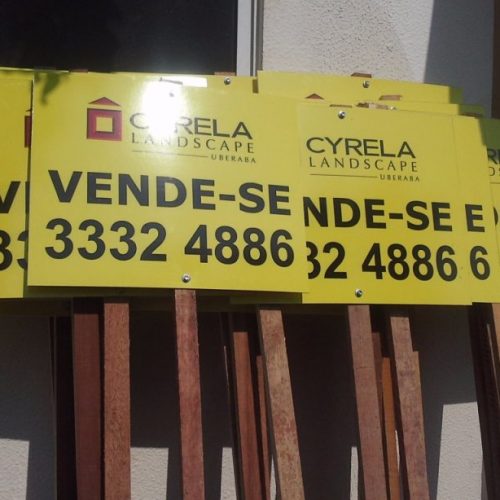 CYRELA
LANDSCAPE
UBERABA
VENDE-SE
3332 4886
CYRELA
LANDSCAPE
UBERABA
NDE-SE
32 4886
E
6